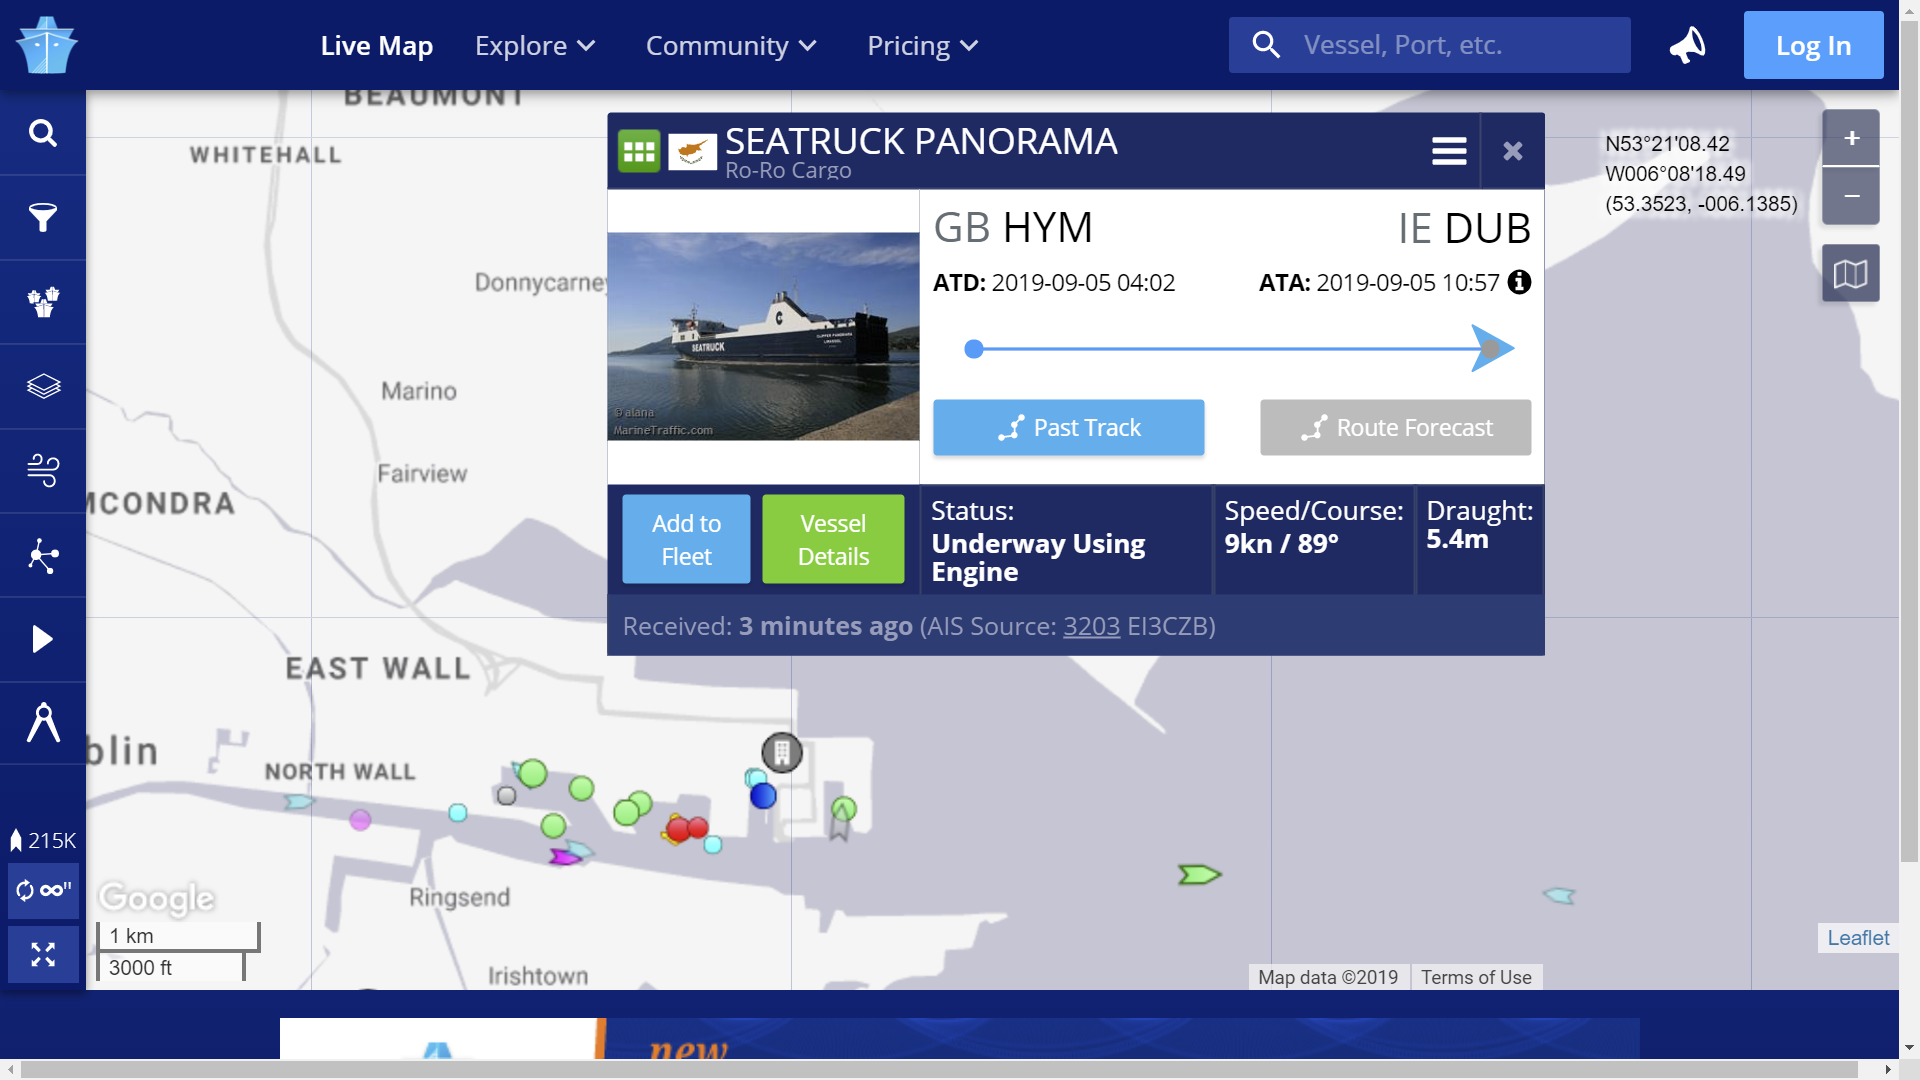 Live Map
Explore
Community
Pricing
Vessel, Port, etc.
Log In
BEAUMONT
WHITEHALL
SEATRUCK PANORAMA
Ro-Ro Cargo
N53°21'08.42
W006°08'18.49
(53.3523, -006.1385)
+
−
GB HYM
IE DUB
ATD: 2019-09-05 04:02
ATA: 2019-09-05 10:57
Donnycarney
SEATRUCK
© alana
MarineTraffic.com
Marino
Past Track
Route Forecast
Fairview
MCONDRA
Add to
Fleet
Vessel
Details
Status:
Underway Using
Engine
Speed/Course:
9kn / 89°
Draught:
5.4m
Received: 3 minutes ago (AIS Source: 3203 EI3CZB)
EAST WALL
blin
NORTH WALL
215K
∞"
Google
Ringsend
1 km
3000 ft
Irishtown
Leaflet
Map data ©2019
Terms of Use
new